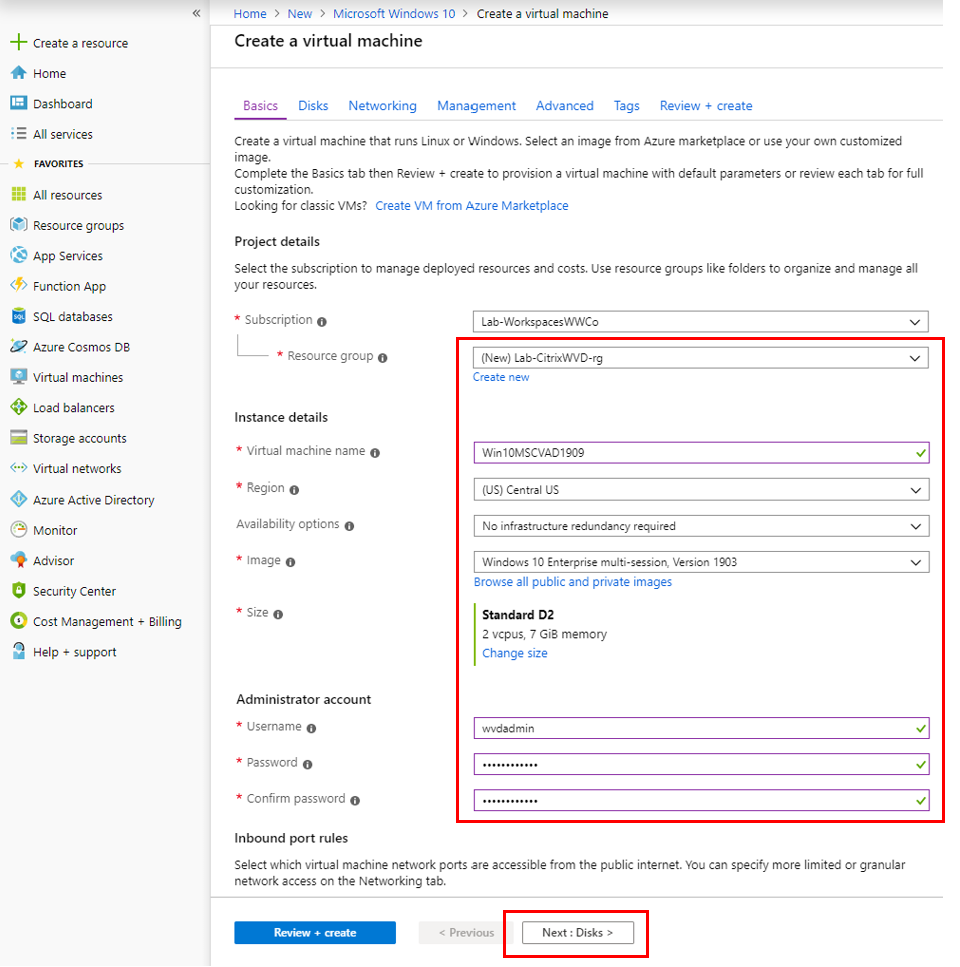 «
Create a resource
Home
Dashboard
All services
FAVORITES
All resources
Resource groups
App Services
Function App
SQL databases
Azure Cosmos DB
Virtual machines
Load balancers
Storage accounts
Virtual networks
Azure Active Directory
Monitor
Advisor
Security Center
Cost Management + Billing
Help + support
Home > New > Microsoft Windows 10 > Create a virtual machine
Create a virtual machine
Basics Disks Networking Management Advanced Tags Review + create
Create a virtual machine that runs Linux or Windows. Select an image from Azure marketplace or use your own customized
image.
Complete the Basics tab then Review + create to provision a virtual machine with default parameters or review each tab for full
customization.
Looking for classic VMs? Create VM from Azure Marketplace
Project details
Select the subscription to manage deployed resources and costs. Use resource groups like folders to organize and manage all
your resources.
* Subscription Lab-WorkspacesWWCo
* Resource group (New) Lab-CitrixWVD-rg
Create new
Instance details
* Virtual machine name Win10MSCVAD1909
* Region (US) Central US
Availability options No infrastructure redundancy required
* Image Windows 10 Enterprise multi-session, Version 1903
Browse all public and private images
* Size Standard D2
2 vcpus, 7 GiB memory
Change size
Administrator account
* Username wvdadmin
* Password ••••••••••••
* Confirm password ••••••••••••
Inbound port rules
Select which virtual machine network ports are accessible from the public internet. You can specify more limited or granular
network access on the Networking tab.
Review + create < Previous Next : Disks >